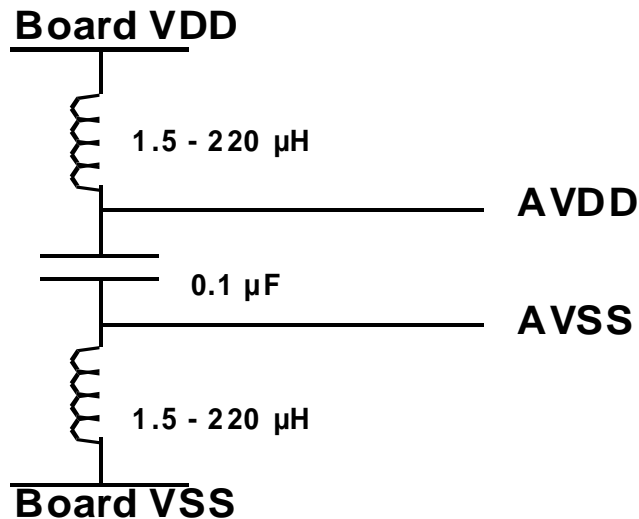 Board VDD
1.5 - 220 µH
AVDD
0.1 µF
AVSS
1.5 - 220 µH
Board VSS